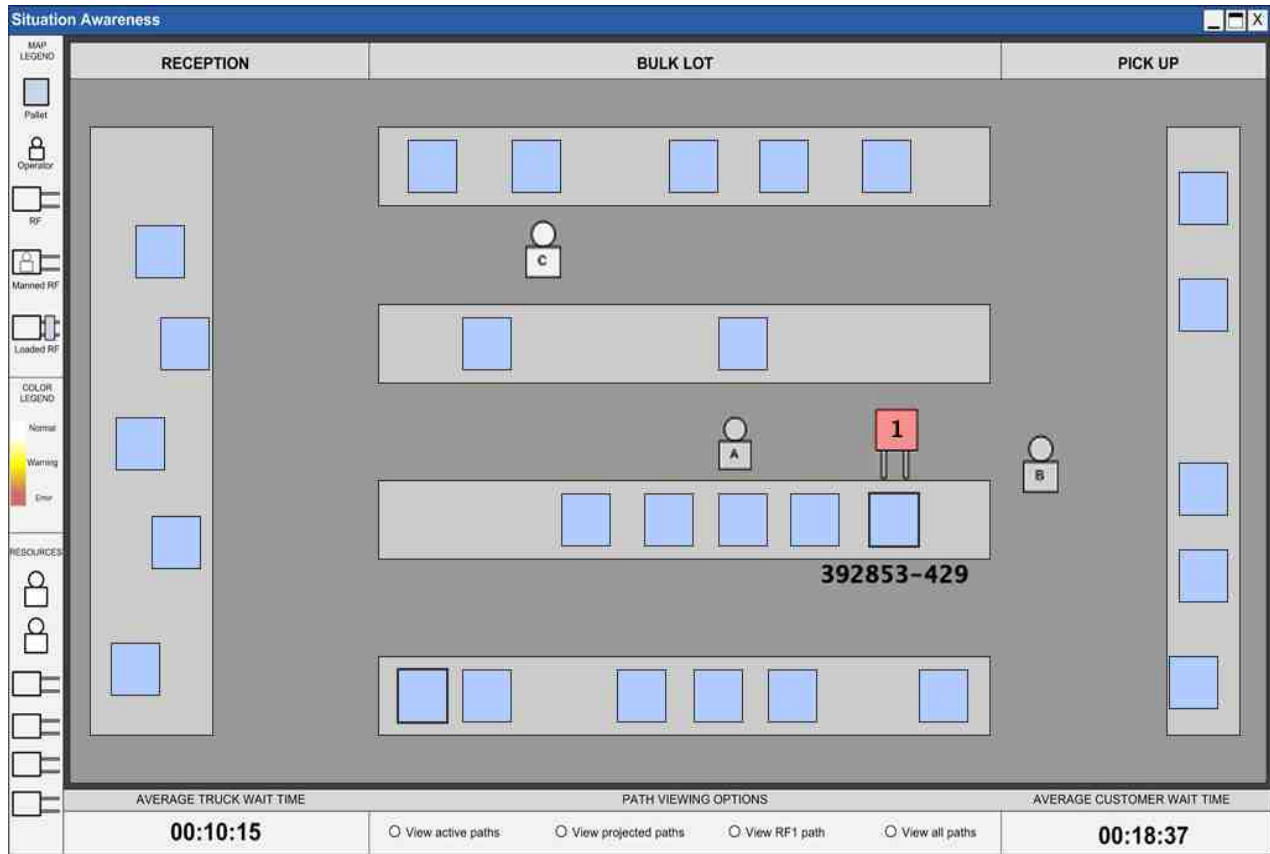 Situation Awareness
X
MAP
LEGEND
Pallet
Operator
RF
Manned RF
Loaded RF
COLOR
LEGEND
Normal
Warning
Error
RESOURCES
RECEPTION
BULK LOT
PICK UP
C
A
1
B
392853-429
AVERAGE TRUCK WAIT TIME
PATH VIEWING OPTIONS
AVERAGE CUSTOMER WAIT TIME
00:10:15
View active paths
View projected paths
View RF1 path
View all paths
00:18:37